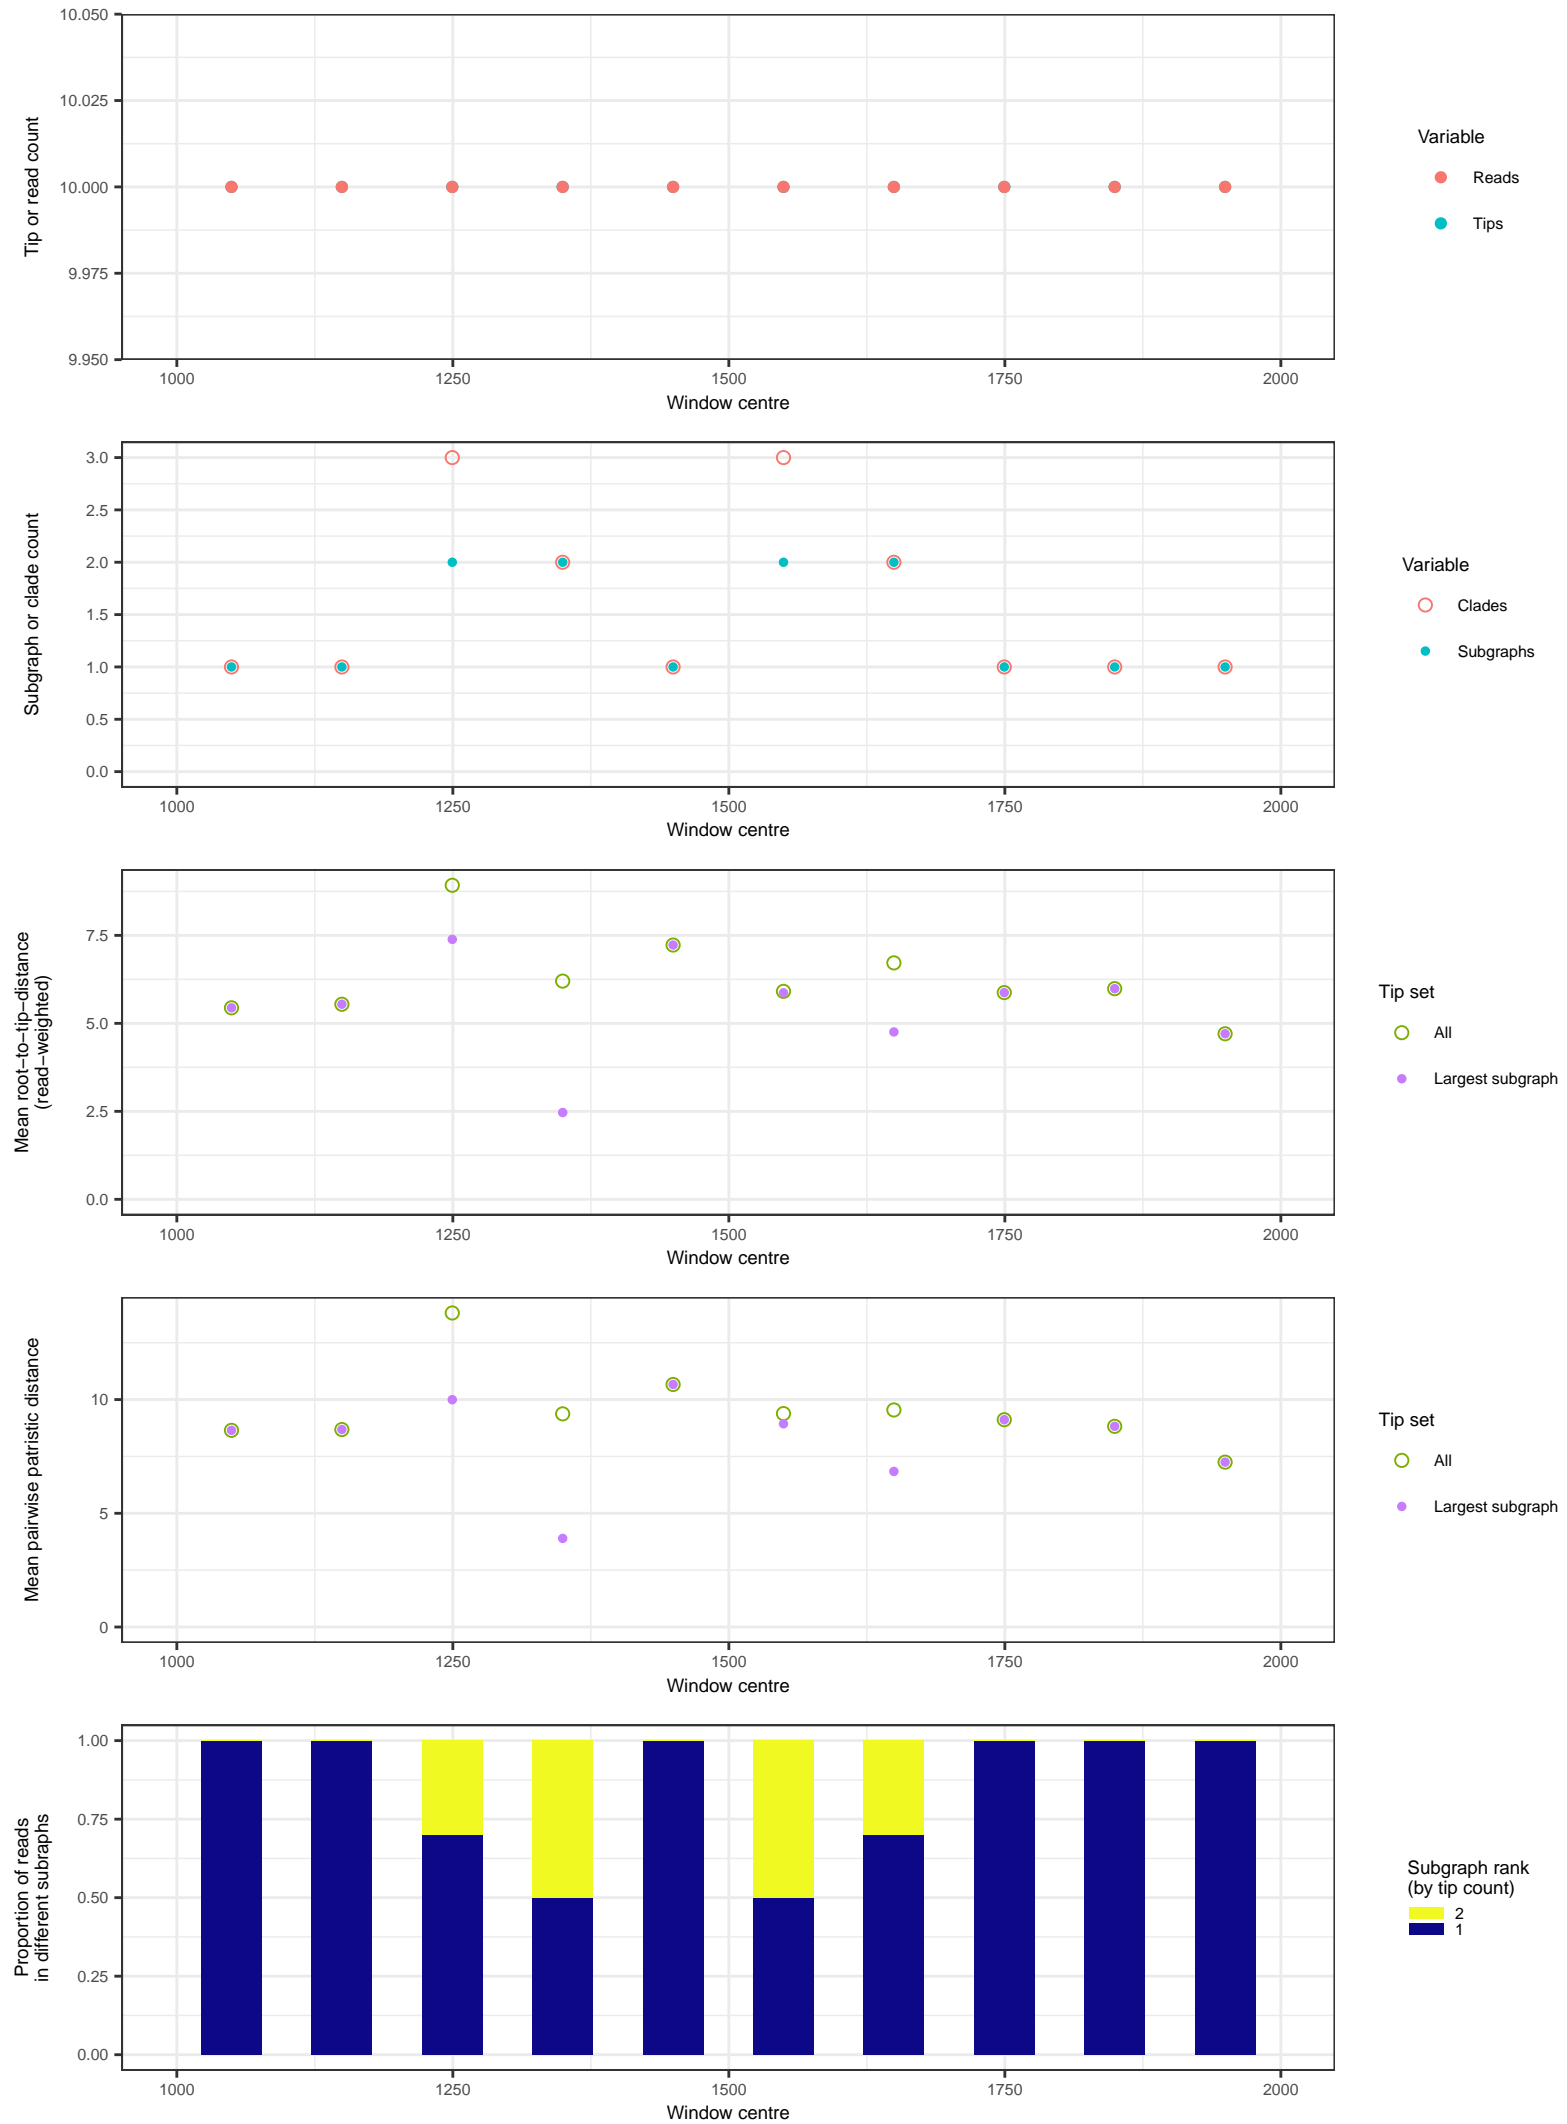 10.050
10.025
10.000
9.975
9.950
Tip or read count
1000 1250 1500 1750 2000
Window centre
Variable
Reads
Tips
3.0
2.5
2.0
1.5
1.0
0.5
0.0
Subgraph or clade count
1000 1250 1500 1750 2000
Window centre
Variable
Clades
Subgraphs
7.5
5.0
2.5
0.0
Mean root−to−tip−distance
(read−weighted)
1000 1250 1500 1750 2000
Window centre
Tip set
All
Largest subgraph
10
5
0
Mean pairwise patristic distance
1000 1250 1500 1750 2000
Window centre
Tip set
All
Largest subgraph
1.00
0.75
0.50
0.25
0.00
Proportion of reads
in different subraphs
1000 1250 1500 1750 2000
Window centre
Subgraph rank
(by tip count)
2
1